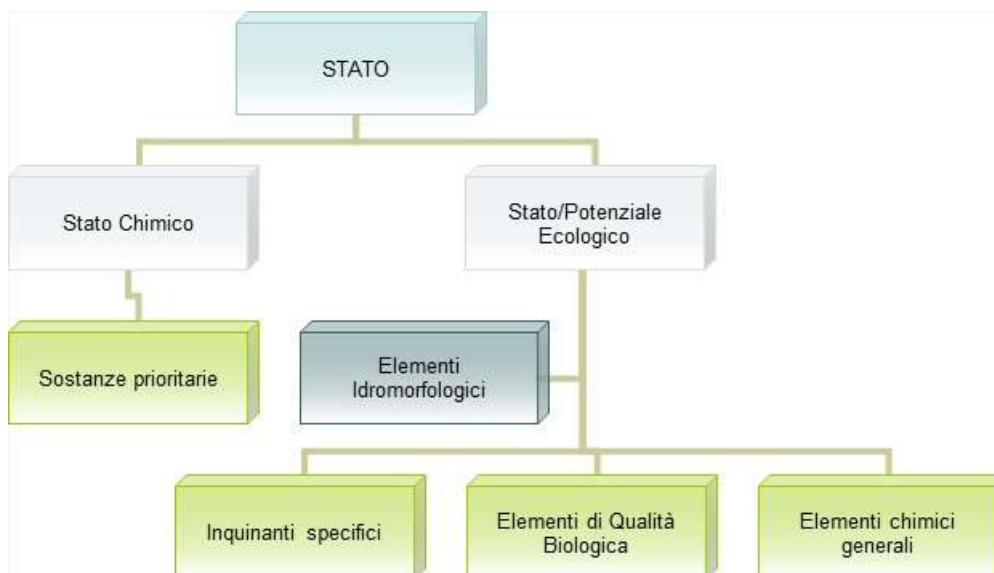 STATO
Stato Chimico
Stato/Potenziale
Ecologico
Sostanze prioritarie
Elementi
Idromorfologici
Inquinanti specifici
Elementi di Qualità
Biologica
Elementi chimici
generali